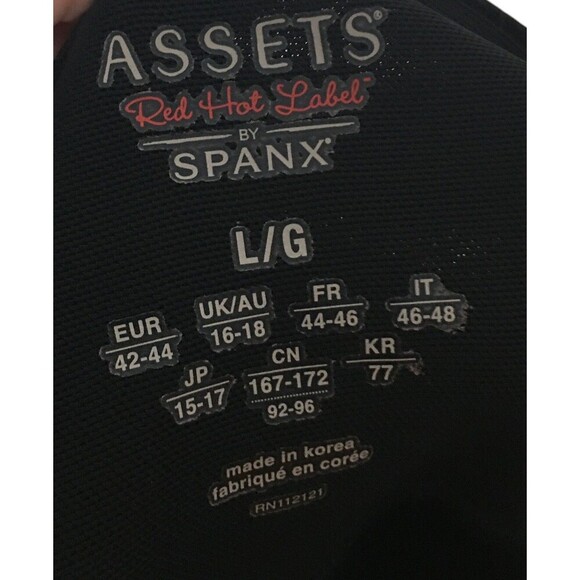 ASSETS®
Red Hot Label™
BY
SPANX®
L/G
EUR UK/AU FR IT
42-44 16-18 44-46 46-48
JP CN KR
15-17 167-172 77
92-96
made in korea
fabriqué en corée
RN112121